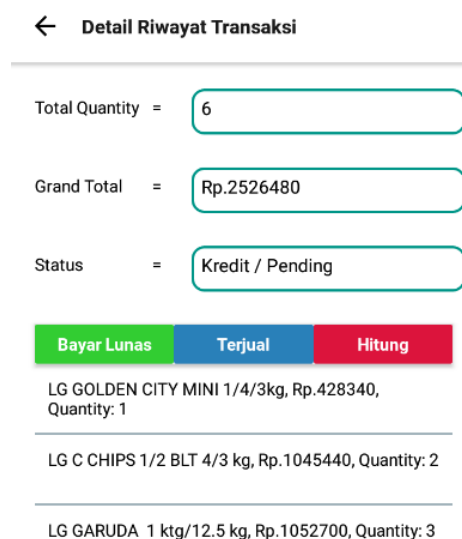 Detail Riwayat Transaksi
Total Quantity = 6
Grand Total = Rp.2526480
Status = Kredit / Pending
Bayar Lunas Terjual Hitung
LG GOLDEN CITY MINI 1/4/3kg, Rp.428340,
Quantity: 1
LG C CHIPS 1/2 BLT 4/3 kg, Rp.1045440, Quantity: 2
LG GARUDA 1 ktg/12.5 kg, Rp.1052700, Quantity: 3